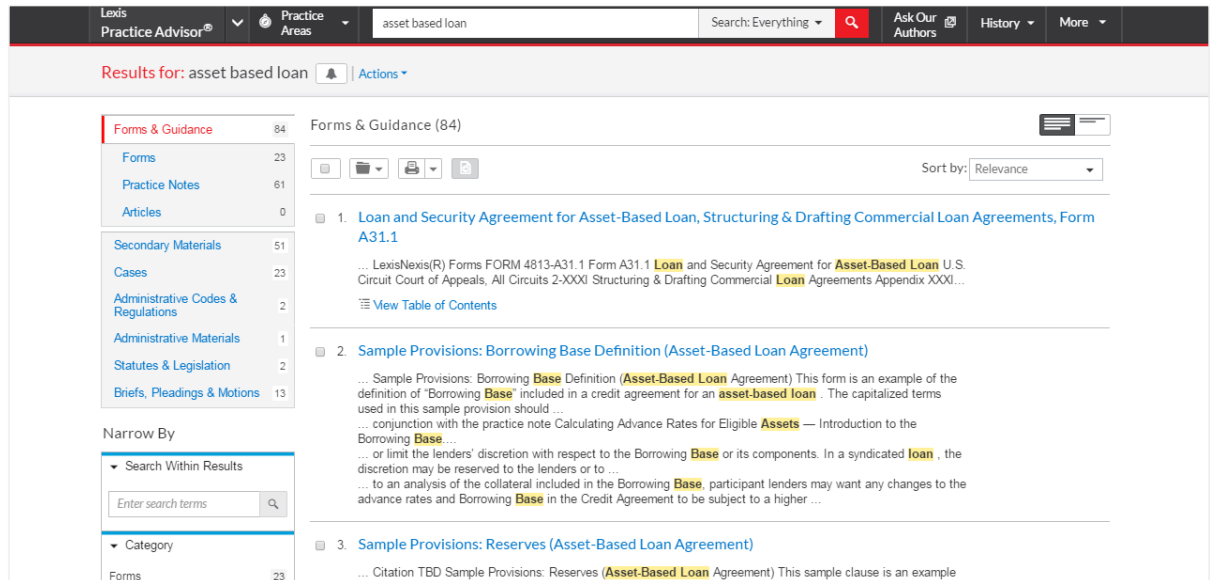 Lexis
Practice Advisor®
Practice
Areas
asset based loan
Search: Everything
Ask Our
Authors
History
More
Results for: asset based loan
Actions
Forms & Guidance 84
Forms 23
Practice Notes 61
Articles 0
Secondary Materials 51
Cases 23
Administrative Codes &
Regulations 2
Administrative Materials 1
Statutes & Legislation 2
Briefs, Pleadings & Motions 13
Narrow By
Search Within Results
Enter search terms
Category
Forms 23
Forms & Guidance (84)
Sort by: Relevance
1. Loan and Security Agreement for Asset-Based Loan, Structuring & Drafting Commercial Loan Agreements, Form
A31.1
... LexisNexis(R) Forms FORM 4813-A31.1 Form A31.1 Loan and Security Agreement for Asset-Based Loan U.S.
Circuit Court of Appeals, All Circuits 2-XXXI Structuring & Drafting Commercial Loan Agreements Appendix XXXI...
View Table of Contents
2. Sample Provisions: Borrowing Base Definition (Asset-Based Loan Agreement)
... Sample Provisions: Borrowing Base Definition (Asset-Based Loan Agreement) This form is an example of the
definition of “Borrowing Base” included in a credit agreement for an asset-based loan . The capitalized terms
used in this sample provision should ...
... conjunction with the practice note Calculating Advance Rates for Eligible Assets — Introduction to the
Borrowing Base....
... or limit the lenders’ discretion with respect to the Borrowing Base or its components. In a syndicated loan , the
discretion may be reserved to the lenders or to ...
... to an analysis of the collateral included in the Borrowing Base, participant lenders may want any changes to the
advance rates and Borrowing Base in the Credit Agreement to be subject to a higher ...
3. Sample Provisions: Reserves (Asset-Based Loan Agreement)
... Citation TBD Sample Provisions: Reserves (Asset-Based Loan Agreement) This sample clause is an example